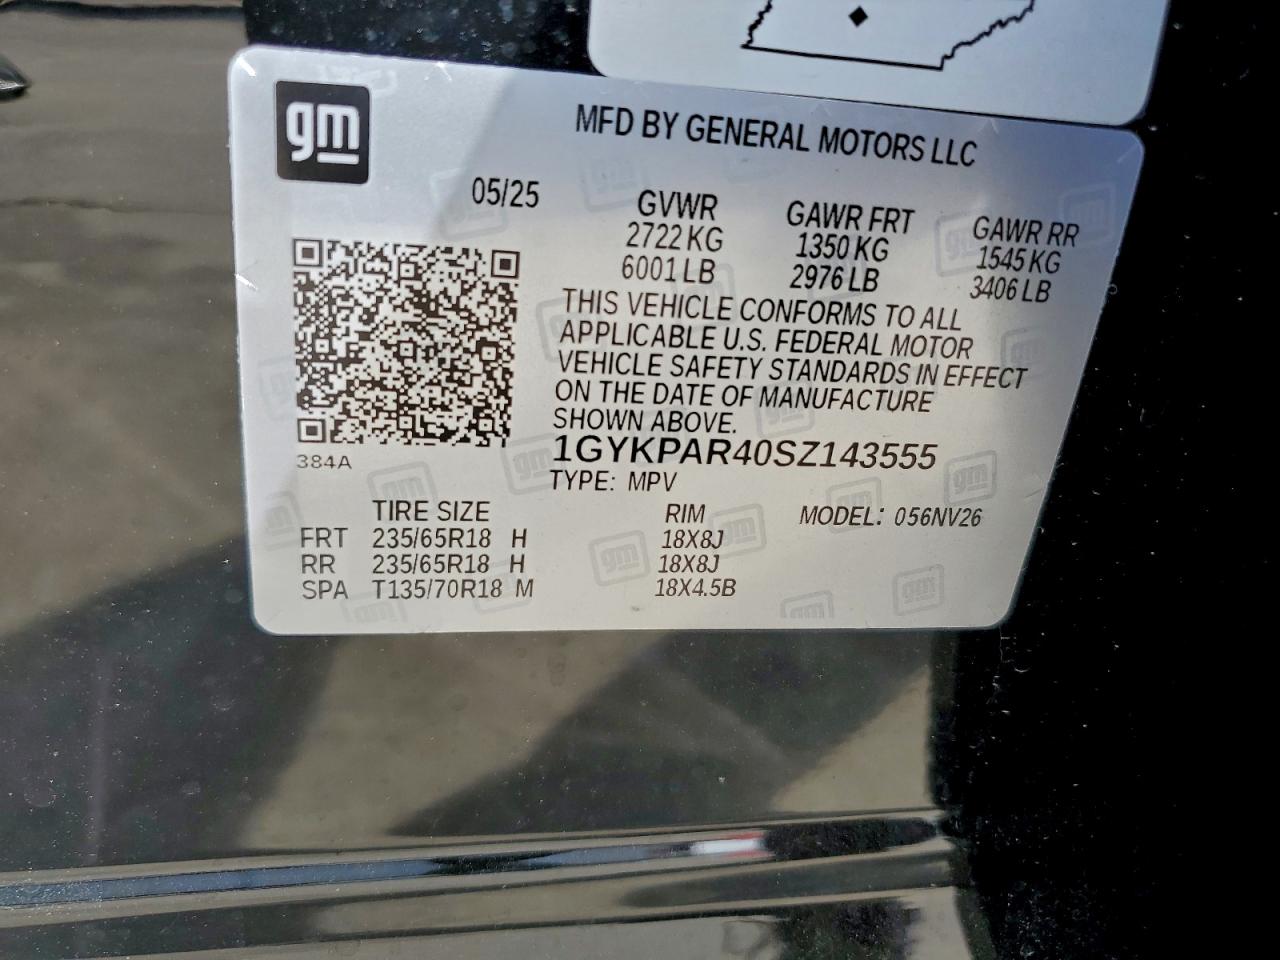 gm
MFD BY GENERAL MOTORS LLC
05/25
GVWR
2722 KG
6001 LB
GAWR FRT
1350 KG
2976 LB
GAWR RR
1545 KG
3406 LB
THIS VEHICLE CONFORMS TO ALL
APPLICABLE U.S. FEDERAL MOTOR
VEHICLE SAFETY STANDARDS IN EFFECT
ON THE DATE OF MANUFACTURE
SHOWN ABOVE.
384A
1GYKPAR40SZ143555
TYPE: MPV
TIRE SIZE RIM MODEL: 056NV26
FRT 235/65R18 H 18X8J
RR 235/65R18 H 18X8J
SPA T135/70R18 M 18X4.5B